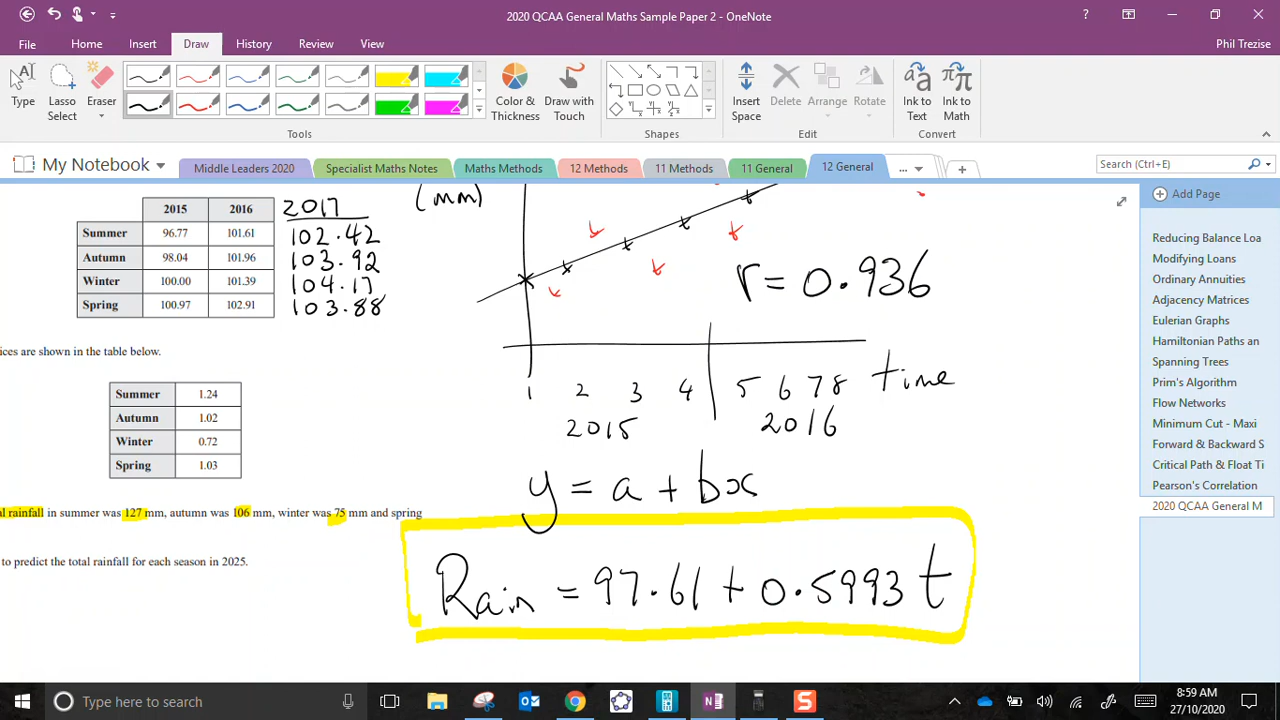 2020 QCAA General Maths Sample Paper 2 - OneNote
File Home Insert Draw History Review View Phil Trezise
Type
Lasso Select
Eraser
Color & Thickness
Draw with Touch
Insert Space
Delete
Arrange
Rotate
Ink to Text
Ink to Math
Tools Shapes Edit Convert
My Notebook Middle Leaders 2020 Specialist Maths Notes Maths Methods 12 Methods 11 Methods 11 General 12 General ... Search (Ctrl+E)
Add Page
Reducing Balance Loa
Modifying Loans
Ordinary Annuities
Adjacency Matrices
Eulerian Graphs
Hamiltonian Paths an
Spanning Trees
Prim's Algorithm
Flow Networks
Minimum Cut - Maxi
Forward & Backward S
Critical Path & Float Ti
Pearson's Correlation
2020 QCAA General M
2015 2016 2017
Summer: 96.77 101.61 102.42
Autumn: 98.04 101.96 103.92
Winter: 100.00 101.39 104.17
Spring: 100.97 102.91 103.88
ices are shown in the table below.
Summer 1.24
Autumn 1.02
Winter 0.72
Spring 1.03
al rainfall in summer was 127 mm, autumn was 106 mm, winter was 75 mm and spring
to predict the total rainfall for each season in 2025.
(mm)
r = 0.936
1 2 3 4 5 6 7 8 time
2015 2016
y = a + bx
Rain = 97.61 + 0.5993 t
Type here to search
8:59 AM
27/10/2020